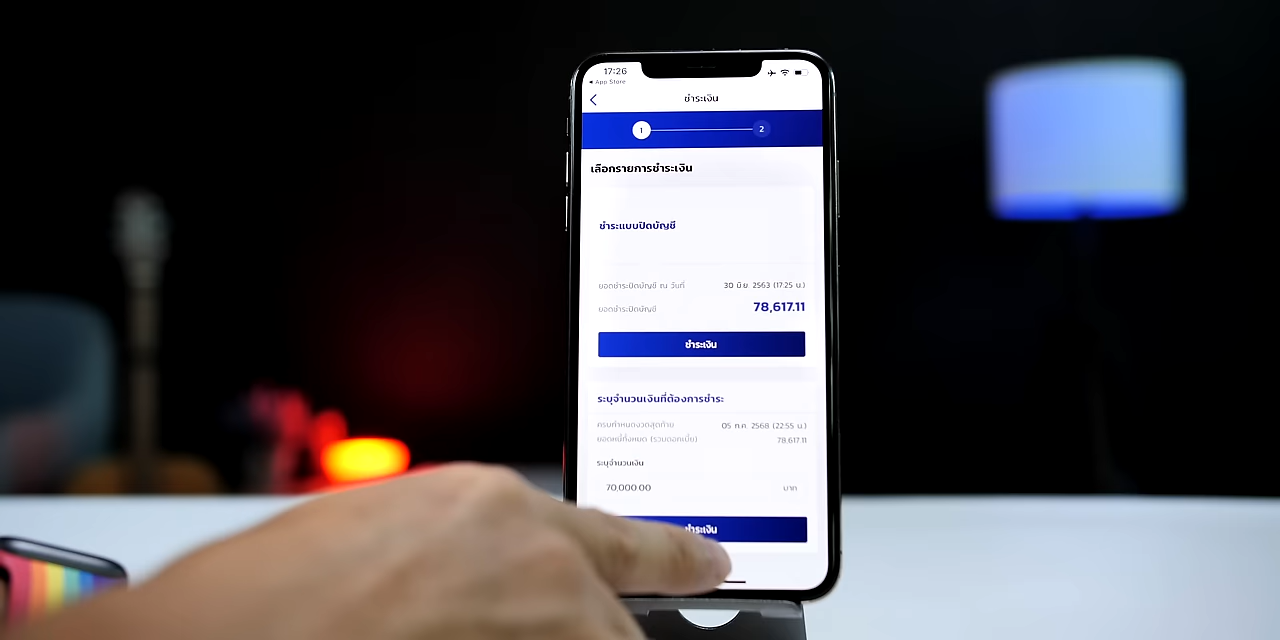 17:26
◂ App Store
ชำระเงิน
1
2
เลือกรายการชำระเงิน
ชำระแบบปิดบัญชี
ยอดชำระปิดบัญชี ณ วันที่ 30 มิ.ย. 2563 (17:25 น.)
ยอดชำระปิดบัญชี 78,617.11
ชำระเงิน
ระบุจำนวนเงินที่ต้องการชำระ
ครบกำหนดงวดสุดท้าย 05 ก.ค. 2568 (22:55 น.)
ยอดหนี้ทั้งหมด (รวมดอกเบี้ย) 78,617.11
ระบุจำนวนเงิน
70,000.00 บาท
ชำระเงิน